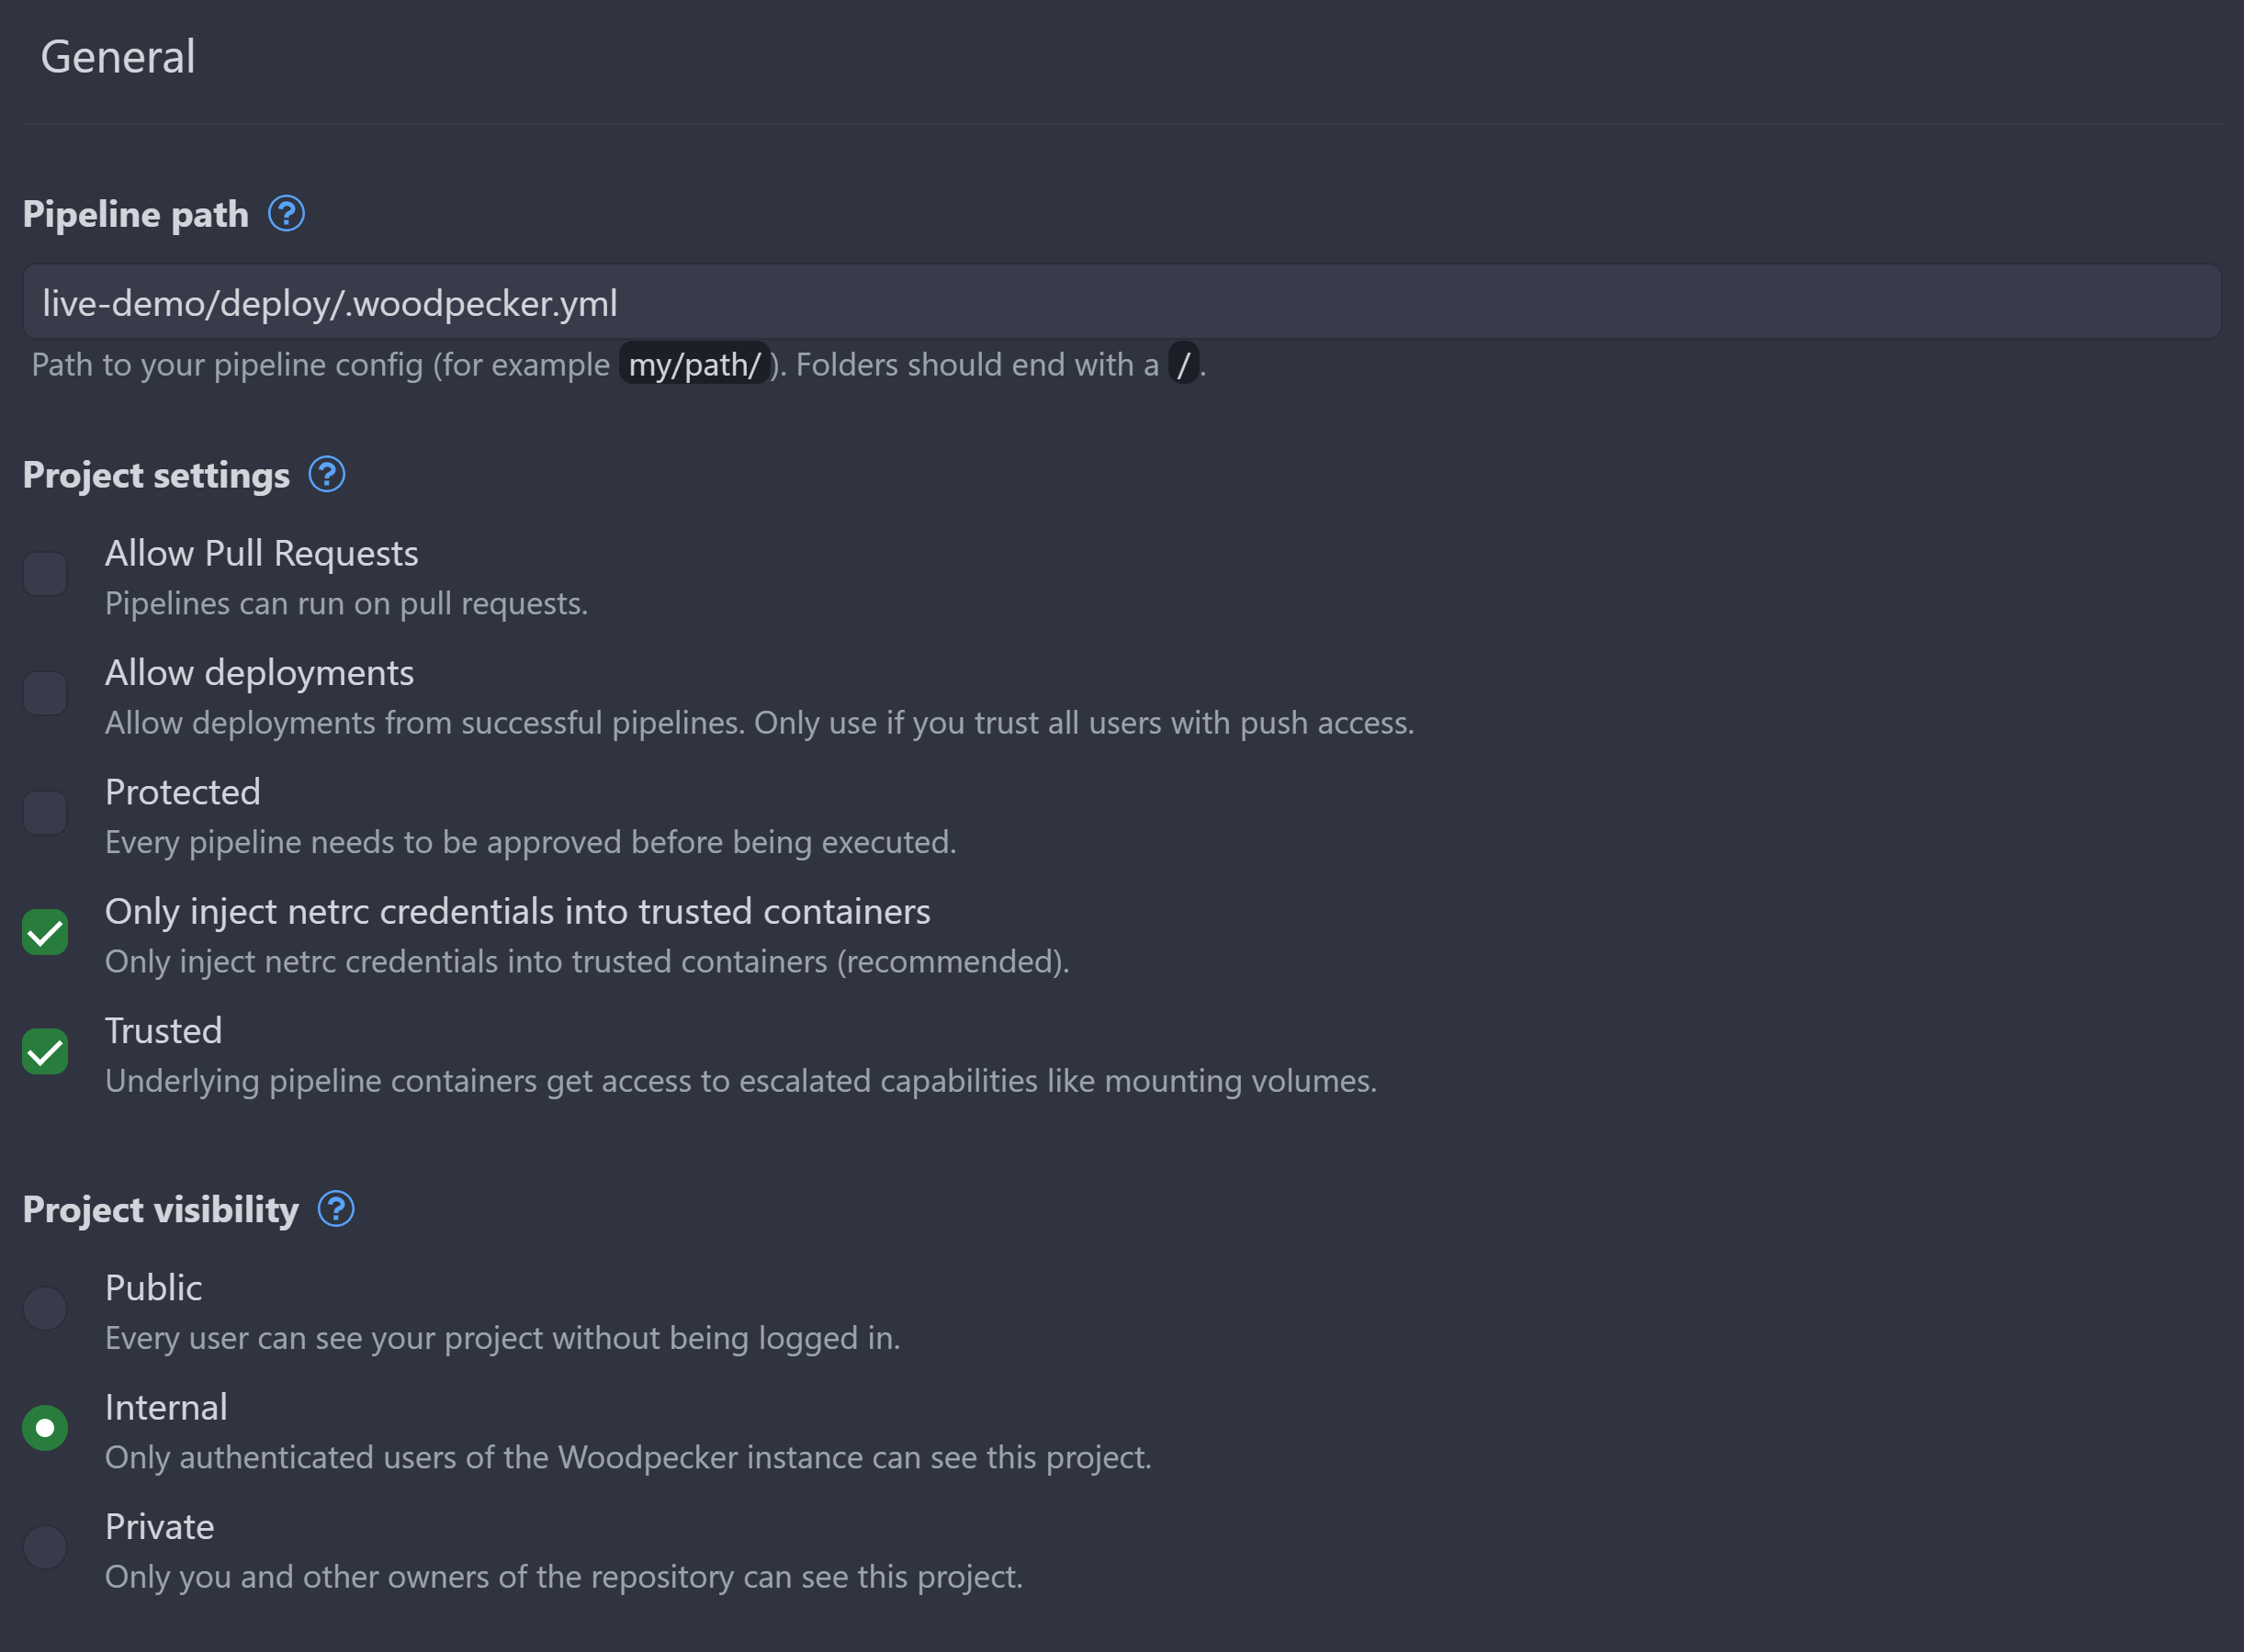 General
Pipeline path ?
live-demo/deploy/.woodpecker.yml
Path to your pipeline config (for example my/path/). Folders should end with a /.
Project settings ?
Allow Pull Requests
Pipelines can run on pull requests.
Allow deployments
Allow deployments from successful pipelines. Only use if you trust all users with push access.
Protected
Every pipeline needs to be approved before being executed.
Only inject netrc credentials into trusted containers
Only inject netrc credentials into trusted containers (recommended).
Trusted
Underlying pipeline containers get access to escalated capabilities like mounting volumes.
Project visibility ?
Public
Every user can see your project without being logged in.
Internal
Only authenticated users of the Woodpecker instance can see this project.
Private
Only you and other owners of the repository can see this project.